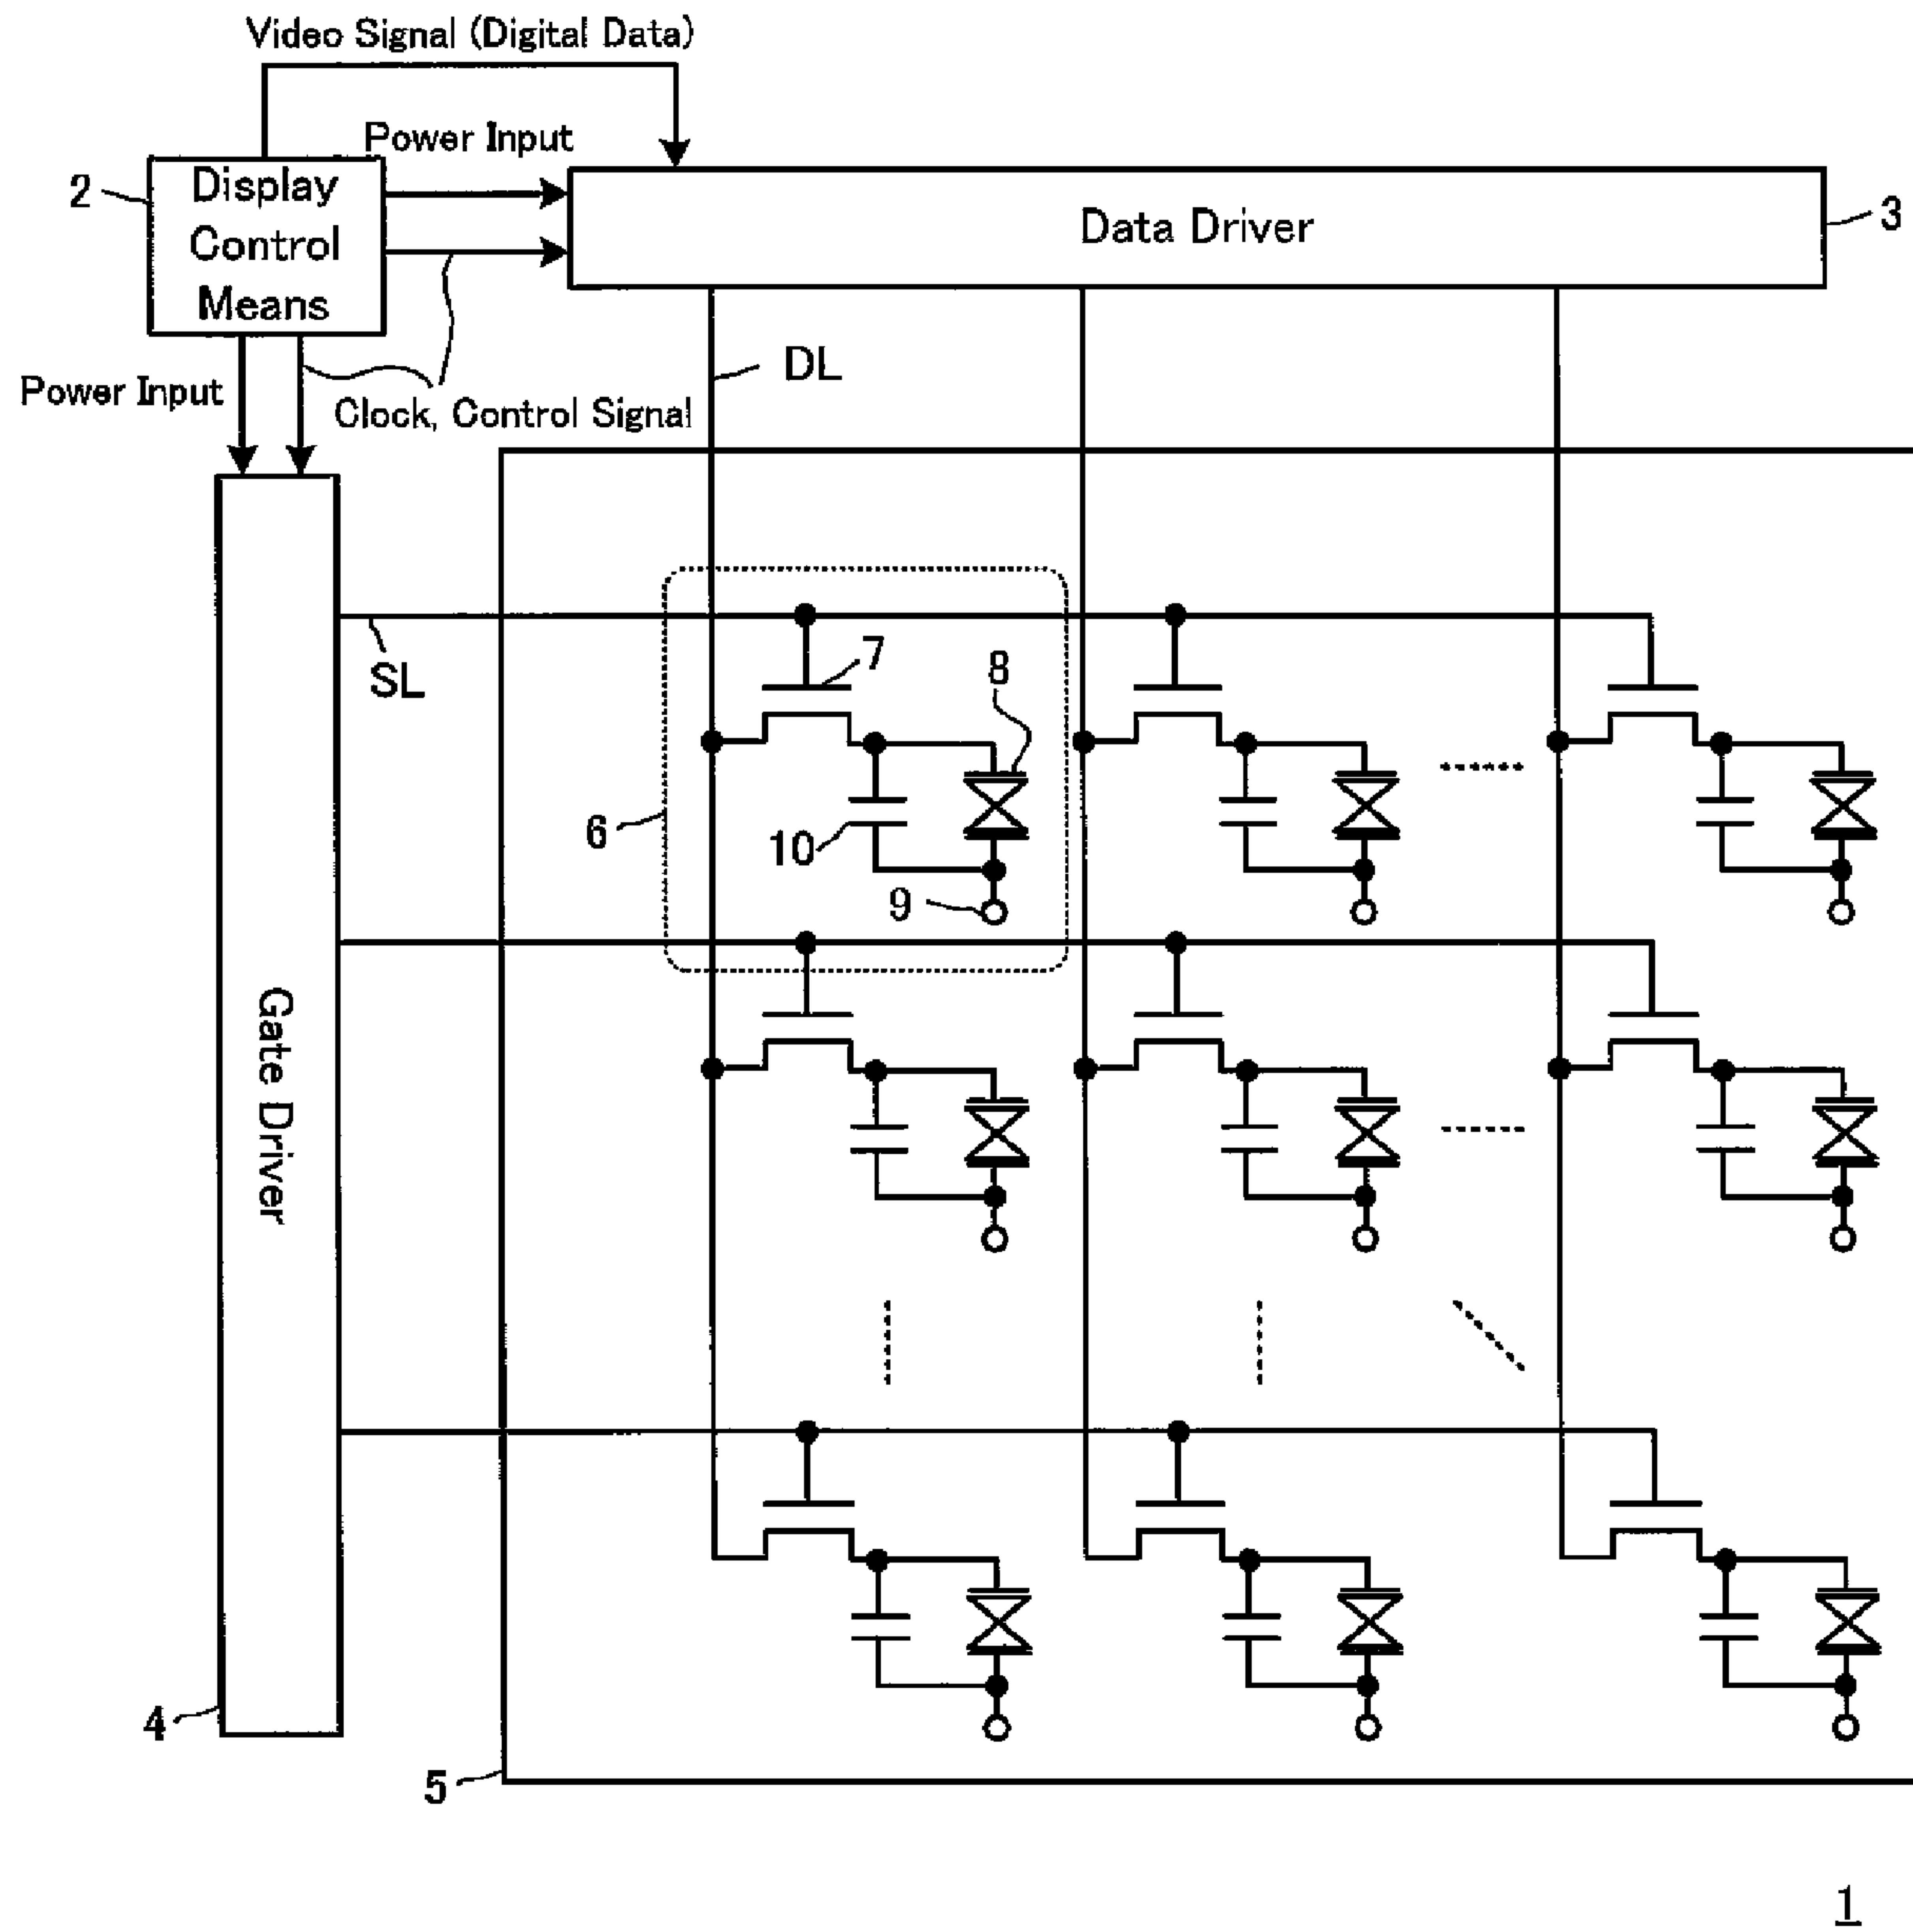 Video Signal (Digital Data)
Power Input
2
Display
Control
Means
Data Driver
3
DL
Power Input
Clock, Control Signal
SL
7
8
6
10
9
Gate Driver
4
5
1